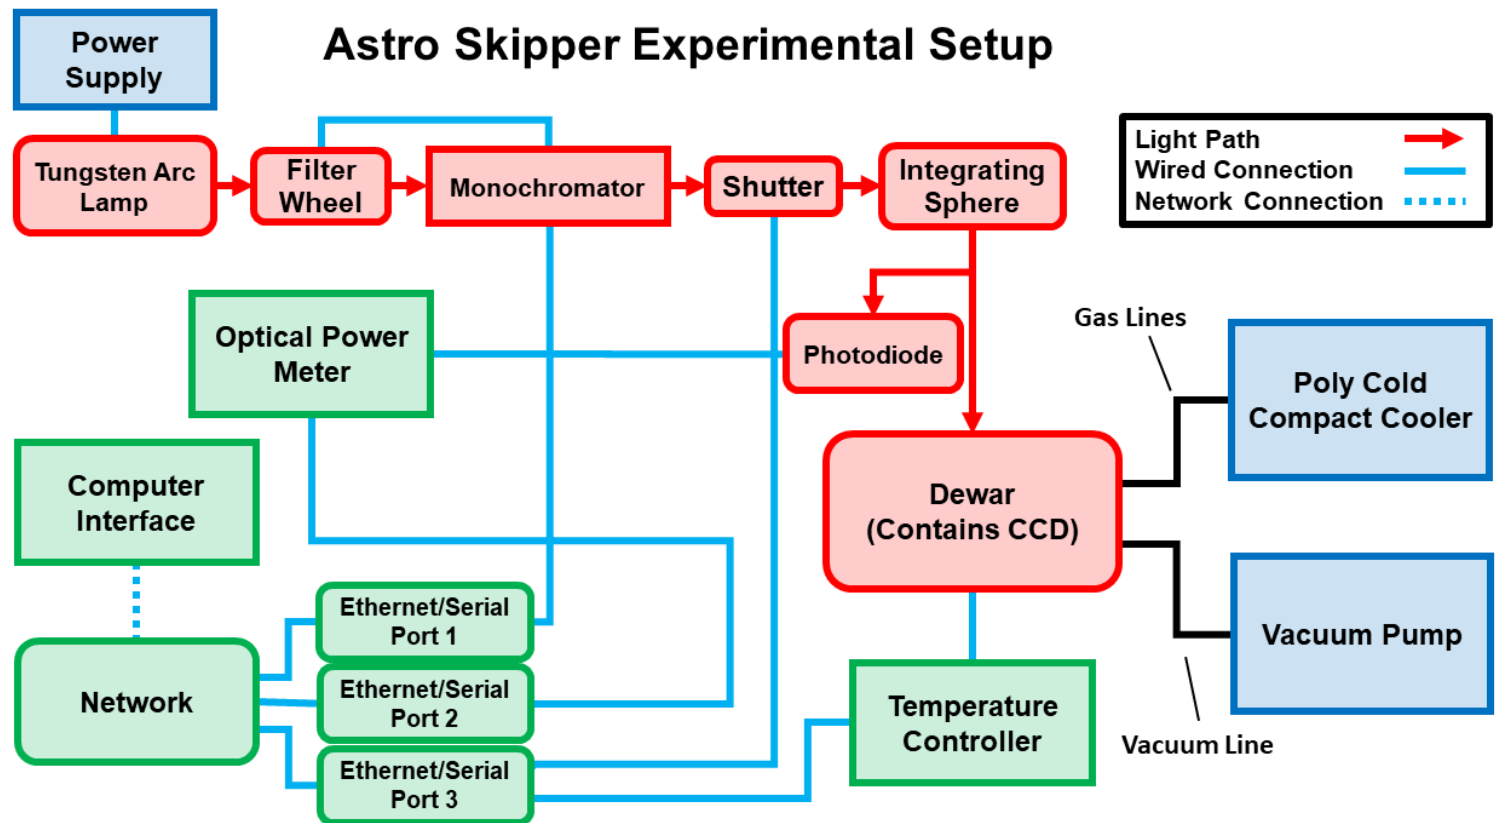 Astro Skipper Experimental Setup
Power
Supply
Tungsten Arc
Lamp
Filter
Wheel
Monochromator
Shutter
Integrating
Sphere
Light Path
Wired Connection
Network Connection
Optical Power
Meter
Photodiode
Gas Lines
Poly Cold
Compact Cooler
Computer
Interface
Dewar
(Contains CCD)
Ethernet/Serial
Port 1
Network
Ethernet/Serial
Port 2
Ethernet/Serial
Port 3
Temperature
Controller
Vacuum Pump
Vacuum Line